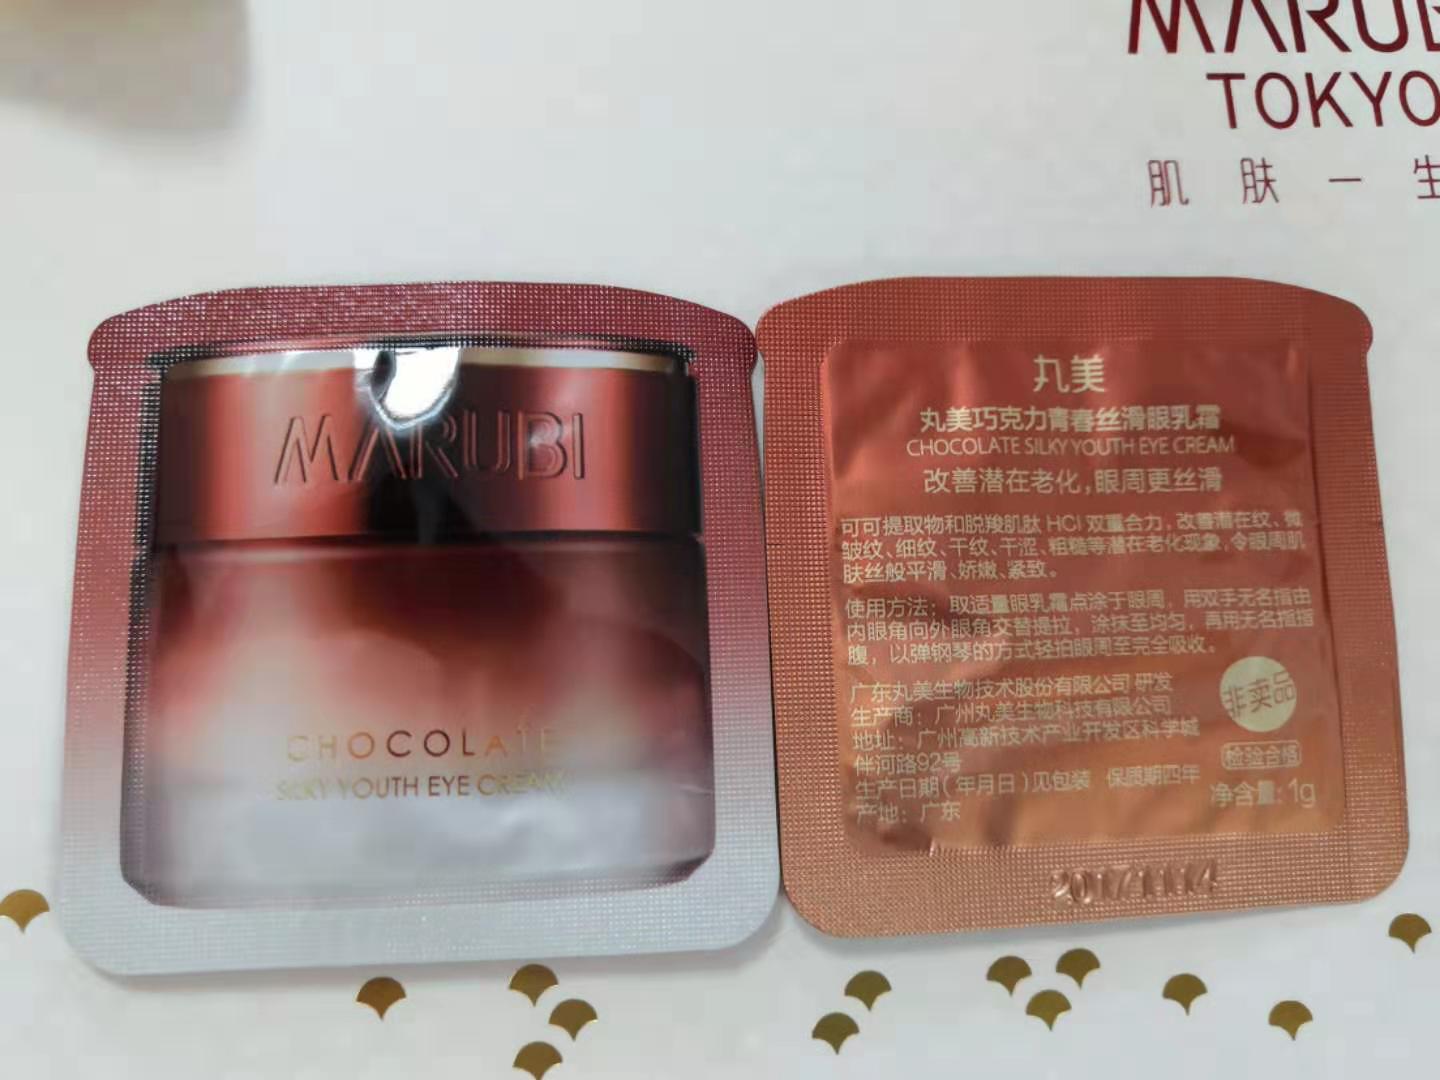 MARUB
TOKYO
肌 肤 一 生
MARUBI
CHOCOLATE
SILKY YOUTH EYE CREAM
丸美
丸美巧克力青春丝滑眼乳霜
CHOCOLATE SILKY YOUTH EYE CREAM
改善潜在老化,眼周更丝滑
可可提取物和脱羧肌肽 HCl 双重合力，改善潜在纹、微
皱纹、细纹、干纹、干涩、粗糙等潜在老化现象，令眼周肌
肤丝般平滑、娇嫩、紧致。
使用方法：取适量眼乳霜点涂于眼周，用双手无名指由
内眼角向外眼角交替提拉，涂抹至均匀，再用无名指指
腹，以弹钢琴的方式轻拍眼周至完全吸收。
广东丸美生物技术股份有限公司 研发
生产商：广州丸美生物科技有限公司
地址：广州高新技术产业开发区科学城
伴河路92号
生产日期(年月日)见包装 保质期四年
产地：广东
非卖品
检验合格
净含量: 1g
20171114